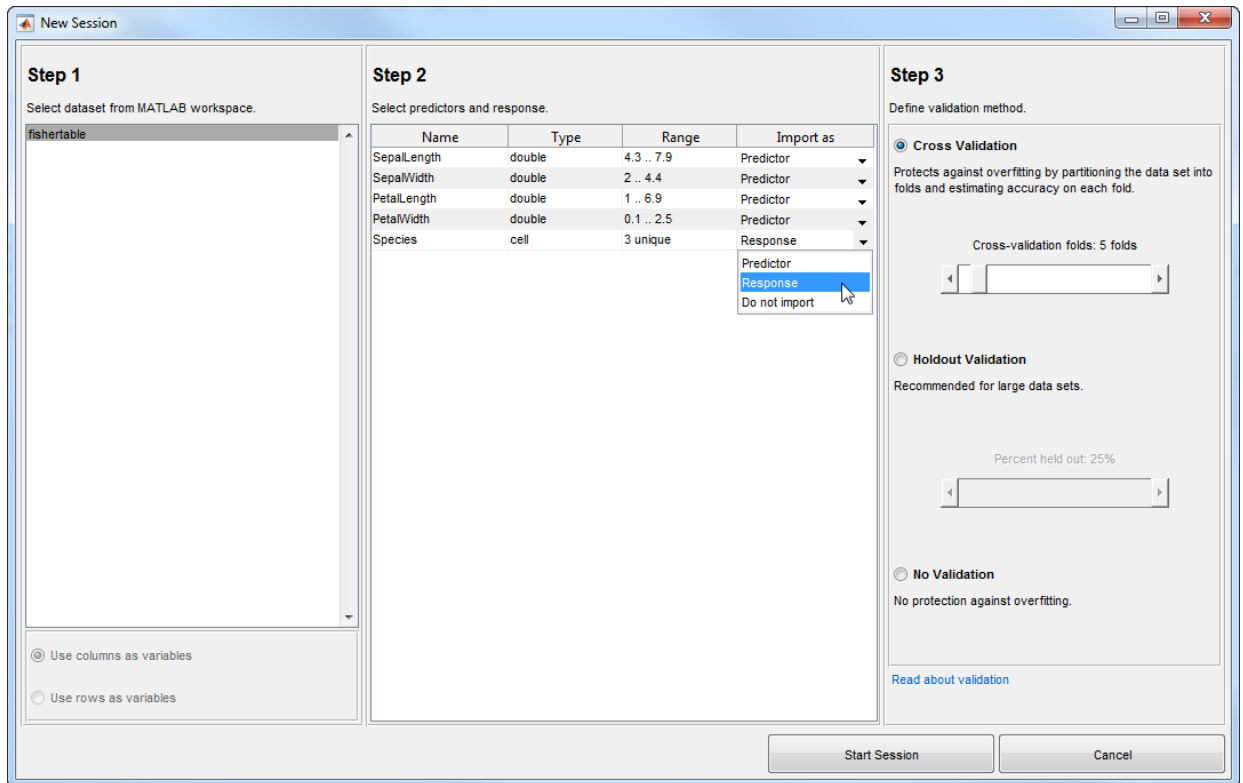 New Session
Step 1
Select dataset from MATLAB workspace.
fishertable
Use columns as variables
Use rows as variables
Step 2
Select predictors and response.
Name Type Range Import as
SepalLength double 4.3 .. 7.9 Predictor
SepalWidth double 2 .. 4.4 Predictor
PetalLength double 1 .. 6.9 Predictor
PetalWidth double 0.1 .. 2.5 Predictor
Species cell 3 unique Response
Predictor
Response
Do not import
Step 3
Define validation method.
Cross Validation
Protects against overfitting by partitioning the data set into
folds and estimating accuracy on each fold.
Cross-validation folds: 5 folds
Holdout Validation
Recommended for large data sets.
Percent held out: 25%
No Validation
No protection against overfitting.
Read about validation
Start Session
Cancel